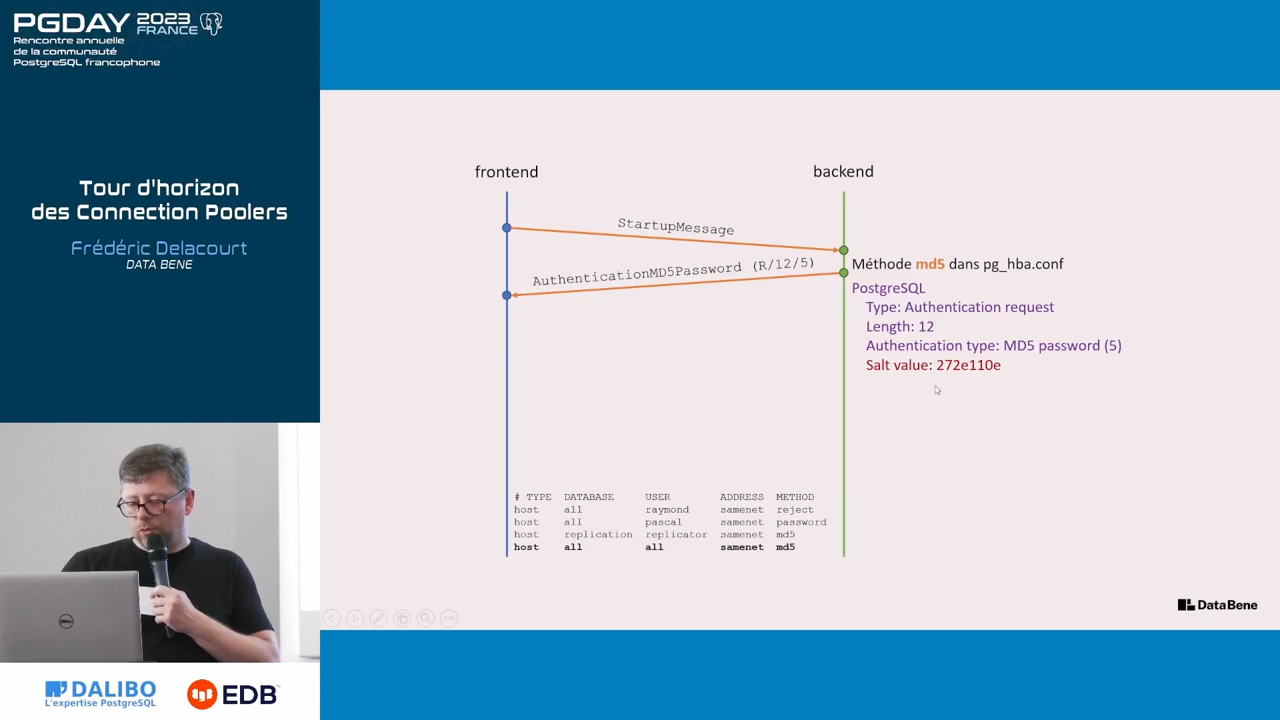 PGDAY 2023 FRANCE
Rencontre annuelle
de la communauté
PostgreSQL francophone
Tour d'horizon
des Connection Poolers
Frédéric Delacourt
DATA BENE
frontend
backend
StartupMessage
Méthode md5 dans pg_hba.conf
AuthenticationMD5Password (R/12/5)
PostgreSQL
Type: Authentication request
Length: 12
Authentication type: MD5 password (5)
Salt value: 272e110e
# TYPE DATABASE USER ADDRESS METHOD
host all raymond samenet reject
host all pascal samenet password
host replication replicator samenet md5
host all all samenet md5
DataBene
DELL
DALIBO
L'expertise PostgreSQL
EDB